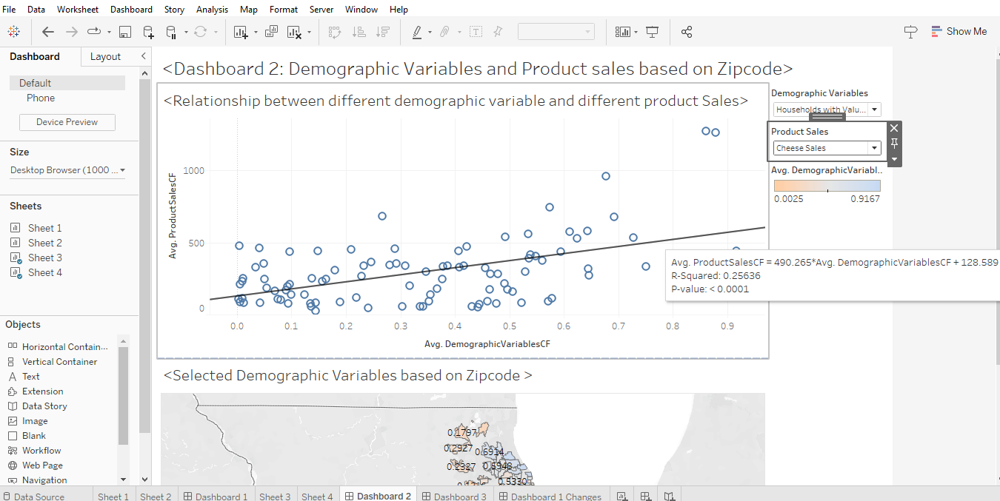 File Data Worksheet Dashboard Story Analysis Map Format Server Window Help
Show Me
Dashboard Layout
Default
Phone
Device Preview
Size
Desktop Browser (1000 ...
Sheets
Sheet 1
Sheet 2
Sheet 3
Sheet 4
Objects
Horizontal Contain...
Vertical Container
Text
Extension
Data Story
Image
Blank
Workflow
Web Page
Navigation
<Dashboard 2: Demographic Variables and Product sales based on Zipcode>
<Relationship between different demographic variable and different product Sales>
Avg. ProductSalesCF
1000
500
0
0.0 0.1 0.2 0.3 0.4 0.5 0.6 0.7 0.8 0.9
Avg. DemographicVariablesCF
Demographic Variables
Households with Valu...
Product Sales
Cheese Sales
Avg. DemographicVariabl..
0.0025 0.9167
Avg. ProductSalesCF = 490.265*Avg. DemographicVariablesCF + 128.589
R-Squared: 0.25636
P-value: < 0.0001
<Selected Demographic Variables based on Zipcode >
0.1797
0.2927 0.6914
0.2327 0.5948
0.5330
Data Source Sheet 1 Sheet 2 Dashboard 1 Sheet 3 Sheet 4 Dashboard 2 Dashboard 3 Dashboard 1 Changes